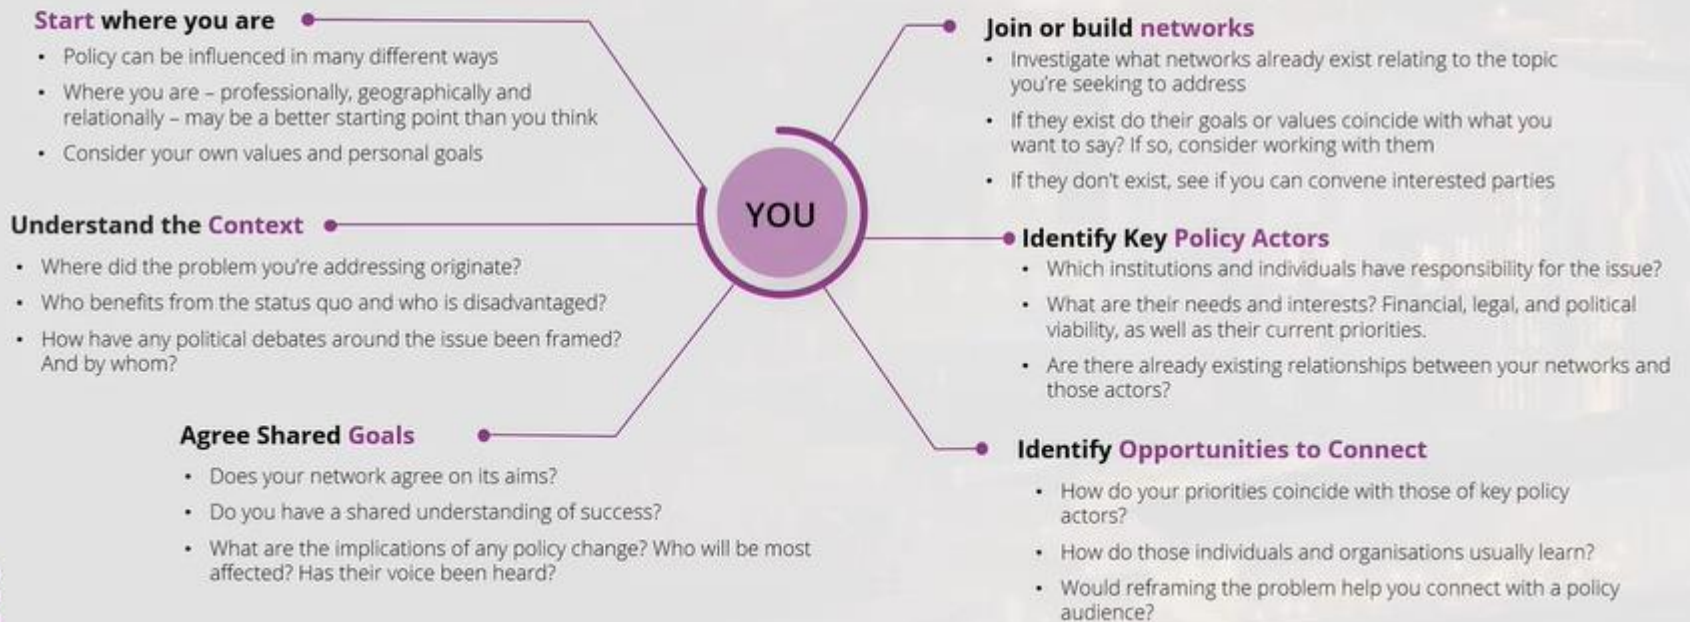 Start where you are
• Policy can be influenced in many different ways
• Where you are – professionally, geographically and
relationally – may be a better starting point than you think
• Consider your own values and personal goals
Understand the Context
• Where did the problem you're addressing originate?
• Who benefits from the status quo and who is disadvantaged?
• How have any political debates around the issue been framed?
And by whom?
Agree Shared Goals
• Does your network agree on its aims?
• Do you have a shared understanding of success?
• What are the implications of any policy change? Who will be most
affected? Has their voice been heard?
YOU
Join or build networks
• Investigate what networks already exist relating to the topic
you're seeking to address
• If they exist do their goals or values coincide with what you
want to say? If so, consider working with them
• If they don't exist, see if you can convene interested parties
Identify Key Policy Actors
• Which institutions and individuals have responsibility for the issue?
• What are their needs and interests? Financial, legal, and political
viability, as well as their current priorities.
• Are there already existing relationships between your networks and
those actors?
Identify Opportunities to Connect
• How do your priorities coincide with those of key policy
actors?
• How do those individuals and organisations usually learn?
• Would reframing the problem help you connect with a policy
audience?